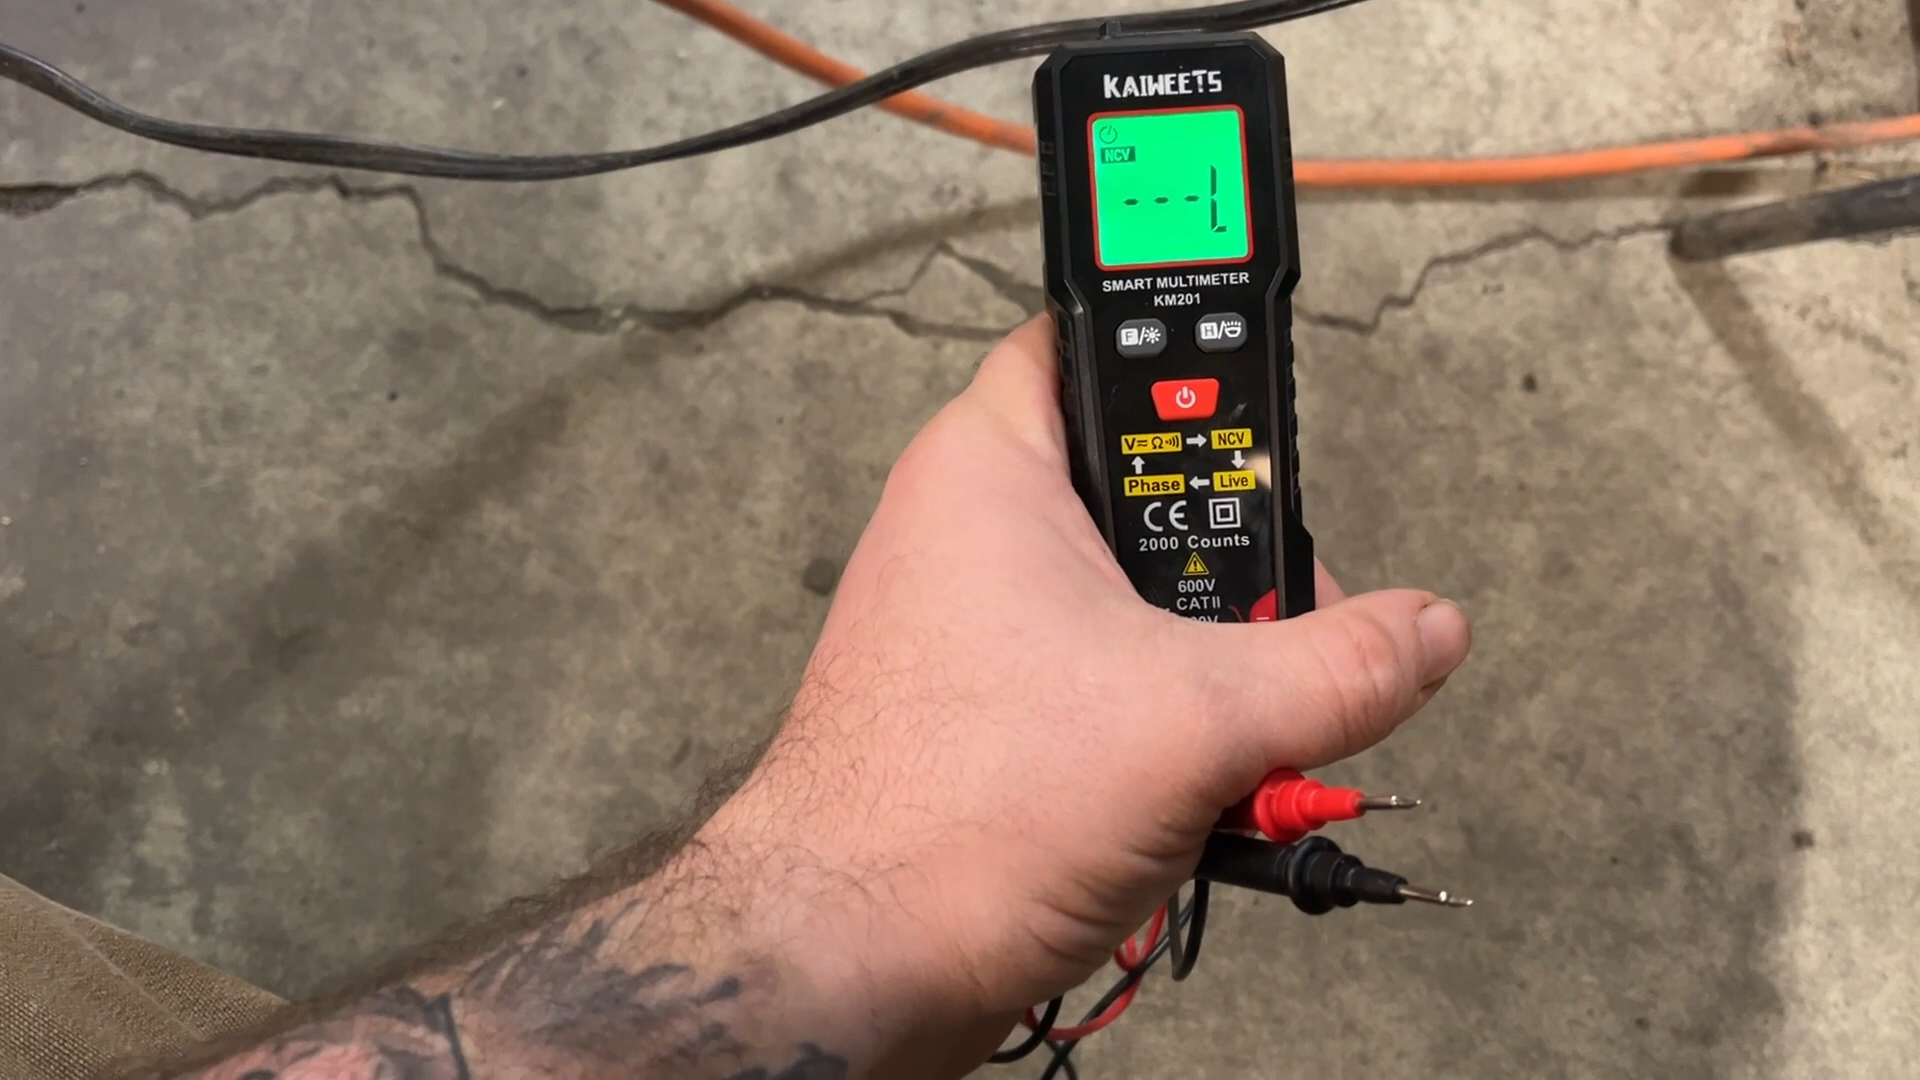 KAIWEETS
NCV
---L
SMART MULTIMETER
KM201
F/
H/
V≂ Ω NCV
Phase Live
CE
2000 Counts
600V
CAT II